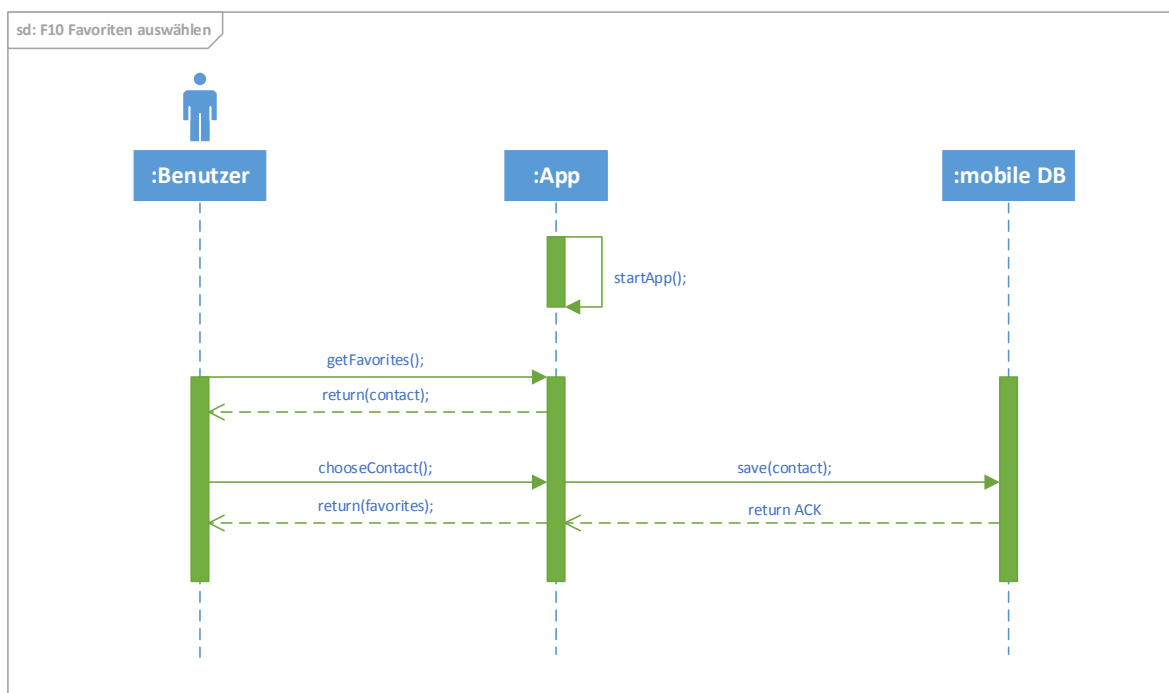 sd: F10 Favoriten auswählen
:Benutzer
:App
:mobile DB
startApp();
getFavorites();
return(contact);
chooseContact();
save(contact);
return(favorites);
return ACK